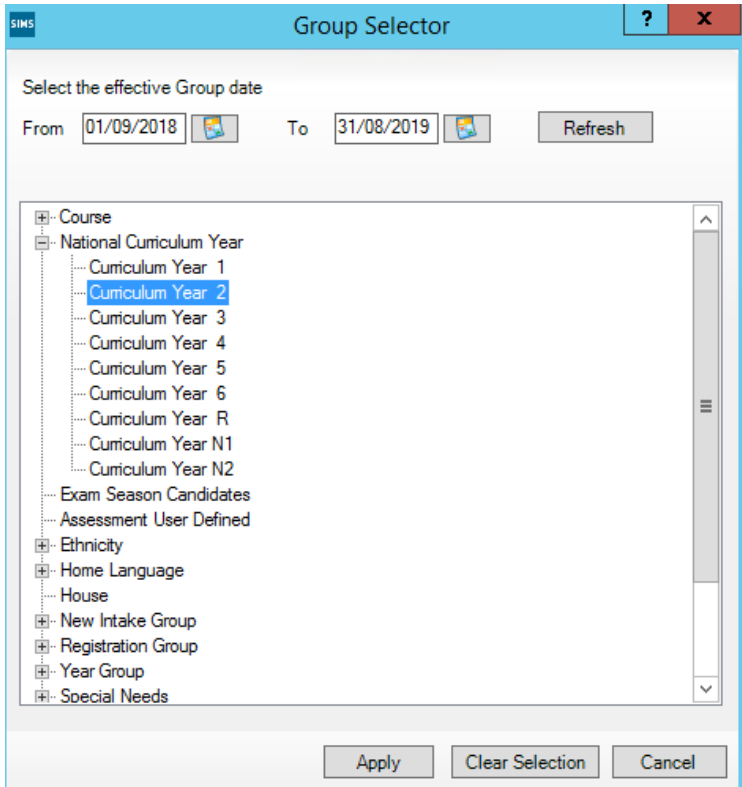 SIMS Group Selector ? x
Select the effective Group date
From 01/09/2018 To 31/08/2019 Refresh
Course
National Curriculum Year
Curriculum Year 1
Curriculum Year 2
Curriculum Year 3
Curriculum Year 4
Curriculum Year 5
Curriculum Year 6
Curriculum Year R
Curriculum Year N1
Curriculum Year N2
Exam Season Candidates
Assessment User Defined
Ethnicity
Home Language
House
New Intake Group
Registration Group
Year Group
Special Needs
Apply Clear Selection Cancel